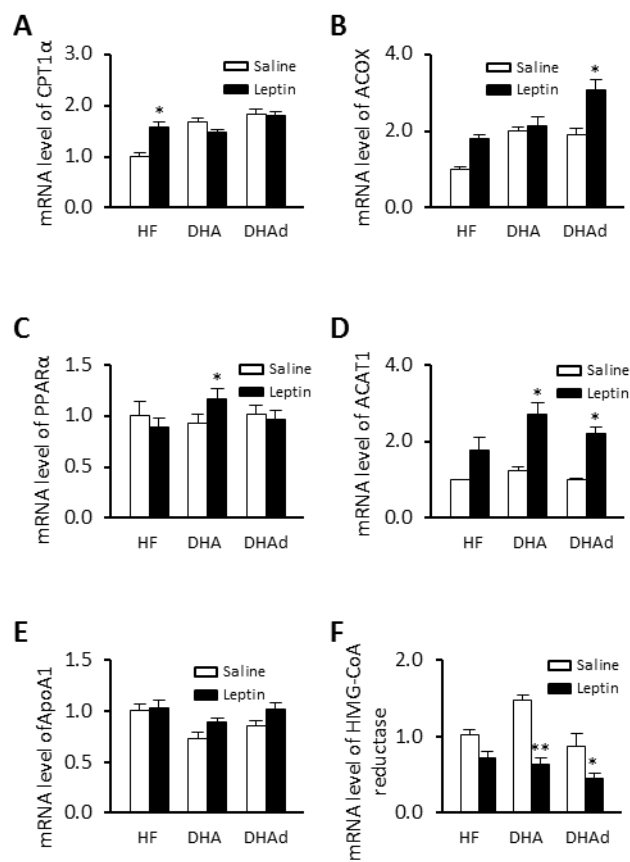 A
mRNA level of CPT1α
3.0
2.0
1.0
0.0
Saline
Leptin
*
HF DHA DHAd
B
mRNA level of ACOX
4.0
2.0
0.0
Saline
Leptin
*
HF DHA DHAd
C
mRNA level of PPARα
1.5
1.0
0.5
0.0
Saline
Leptin
*
HF DHA DHAd
D
mRNA level of ACAT1
4.0
2.0
0.0
Saline
Leptin
*
*
HF DHA DHAd
E
mRNA level ofApoA1
1.5
1.0
0.5
0.0
Saline
Leptin
HF DHA DHAd
F
mRNA level of HMG-CoA
reductase
2.0
1.0
0.0
Saline
Leptin
**
*
HF DHA DHAd